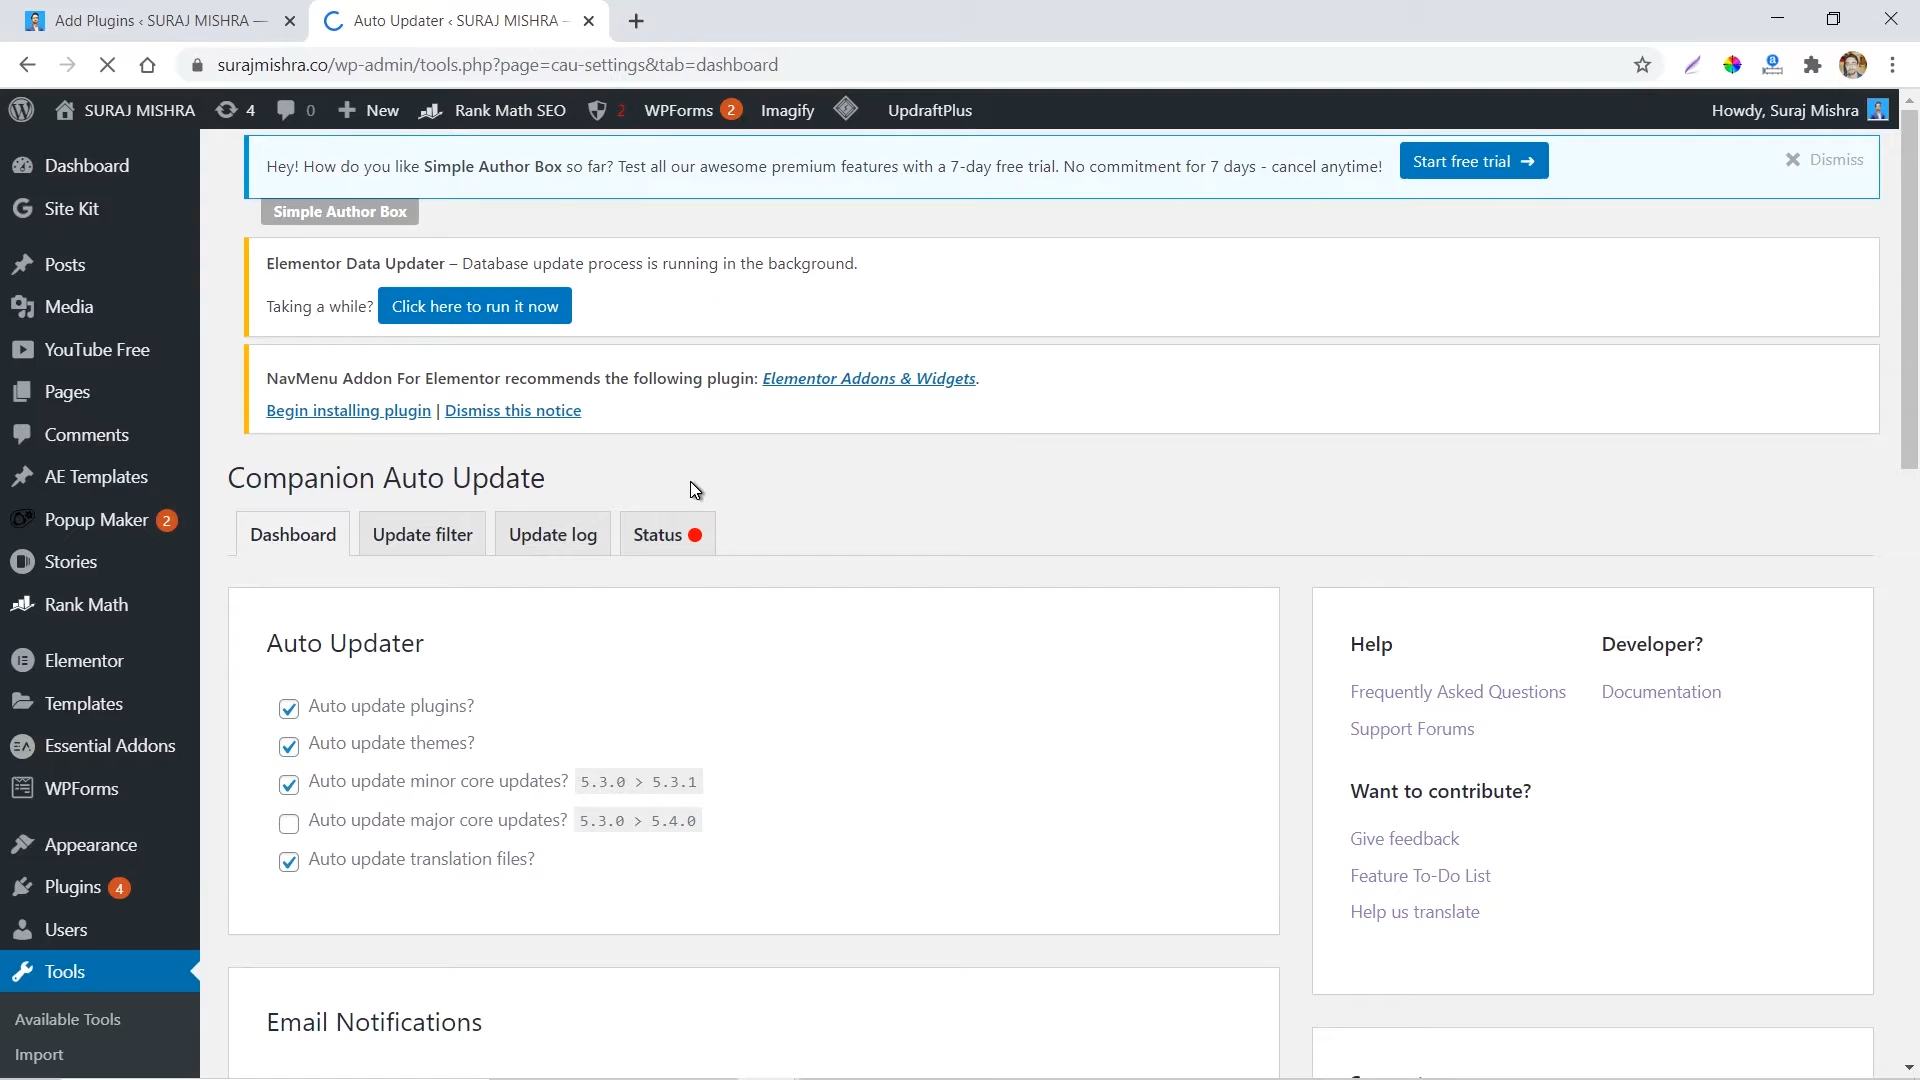 Add Plugins ‹ SURAJ MISHRA —
Auto Updater ‹ SURAJ MISHRA –
surajmishra.co/wp-admin/tools.php?page=cau-settings&tab=dashboard
SURAJ MISHRA 4 0 New Rank Math SEO 2 WPForms 2 Imagify UpdraftPlus Howdy, Suraj Mishra
Dashboard
Site Kit
Posts
Media
YouTube Free
Pages
Comments
AE Templates
Popup Maker 2
Stories
Rank Math
Elementor
Templates
Essential Addons
WPForms
Appearance
Plugins 4
Users
Tools
Available Tools
Import
Hey! How do you like Simple Author Box so far? Test all our awesome premium features with a 7-day free trial. No commitment for 7 days - cancel anytime! Start free trial → Dismiss
Simple Author Box
Elementor Data Updater – Database update process is running in the background.
Taking a while? Click here to run it now
NavMenu Addon For Elementor recommends the following plugin: Elementor Addons & Widgets.
Begin installing plugin | Dismiss this notice
Companion Auto Update
Dashboard Update filter Update log Status
Auto Updater
Auto update plugins?
Auto update themes?
Auto update minor core updates? 5.3.0 > 5.3.1
Auto update major core updates? 5.3.0 > 5.4.0
Auto update translation files?
Email Notifications
Help
Frequently Asked Questions
Support Forums
Developer?
Documentation
Want to contribute?
Give feedback
Feature To-Do List
Help us translate